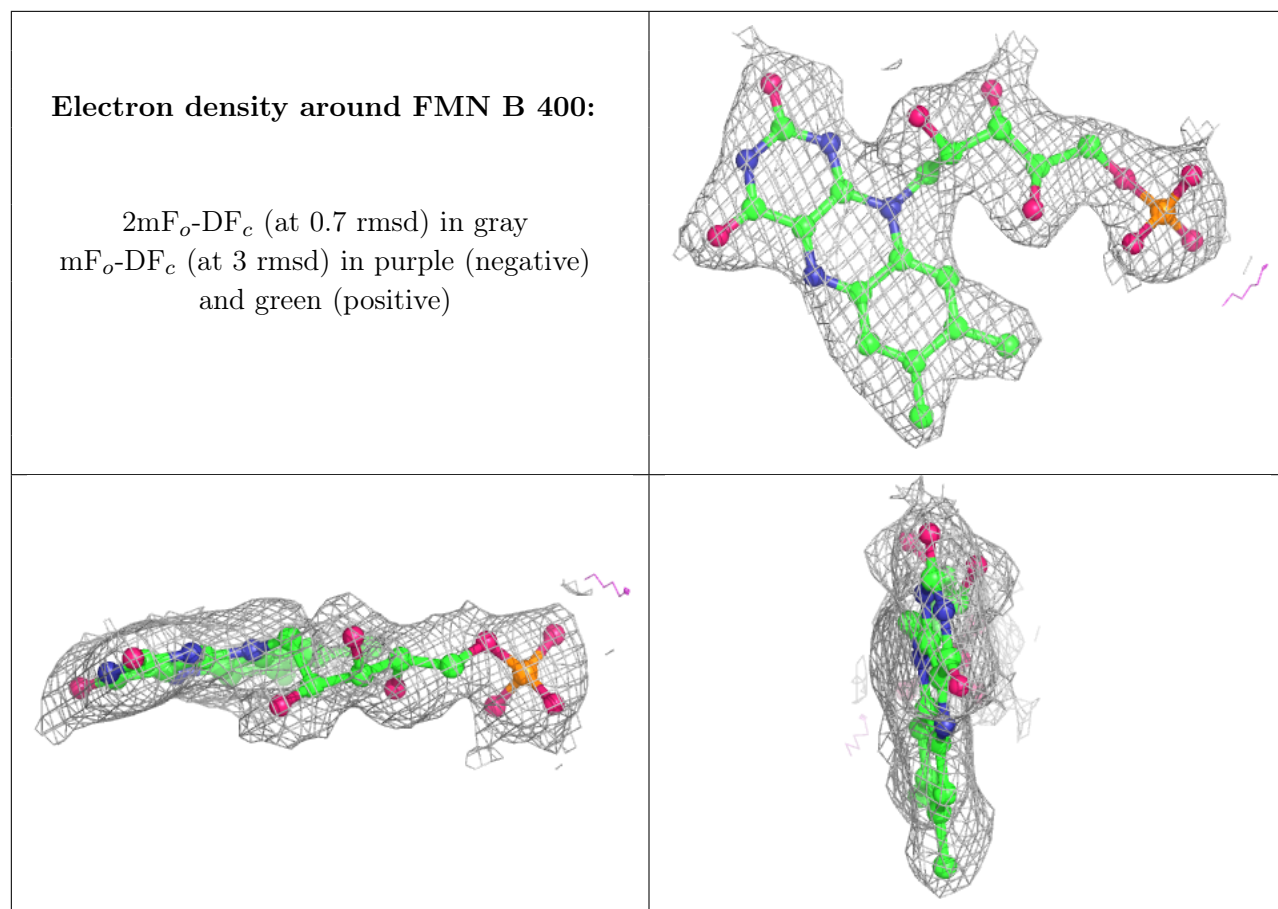 Electron density around FMN B 400:
2mFo-DFc (at 0.7 rmsd) in gray
mFo-DFc (at 3 rmsd) in purple (negative)
and green (positive)